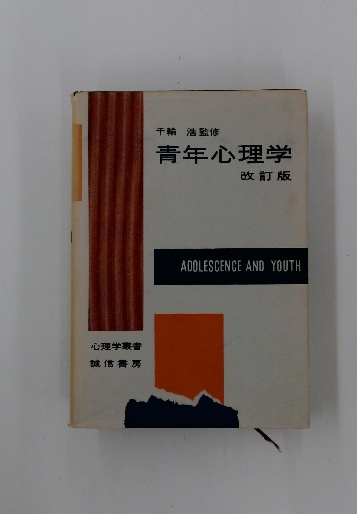 千輪 浩監修
青年心理学
改訂版
ADOLESCENCE AND YOUTH
心理学叢書
誠信書房